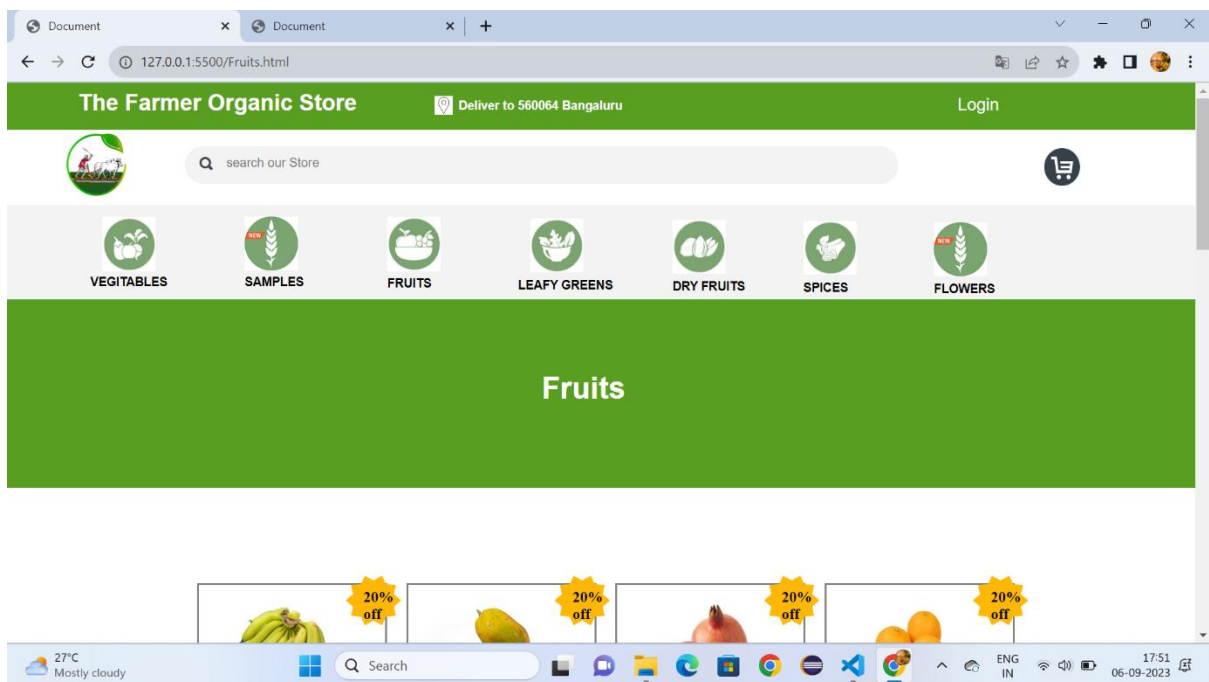 Document
Document
127.0.0.1:5500/Fruits.html
The Farmer Organic Store
Deliver to 560064 Bangaluru
Login
search our Store
NEW
NEW
VEGITABLES
SAMPLES
FRUITS
LEAFY GREENS
DRY FRUITS
SPICES
FLOWERS
Fruits
20%
off
20%
off
20%
off
20%
off
27°C
Mostly cloudy
Search
ENG
IN
17:51
06-09-2023